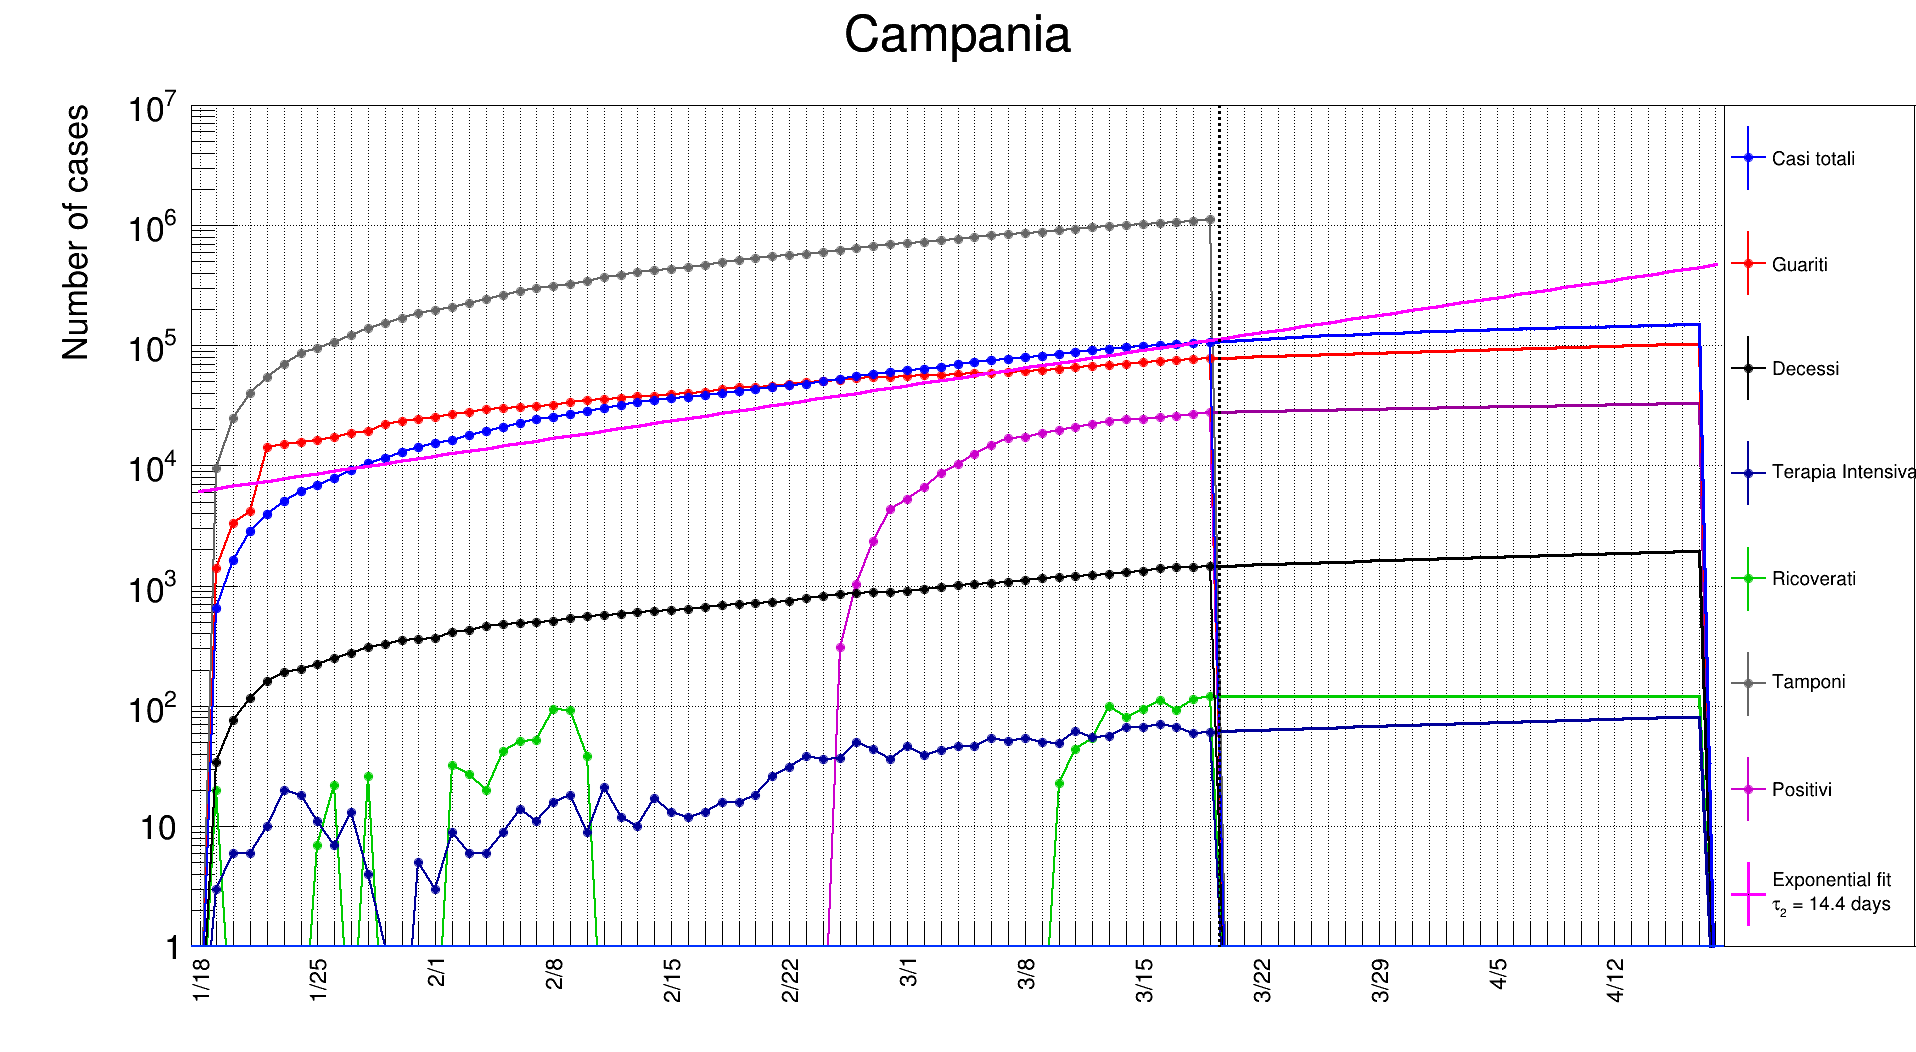 Campania
Number of cases
10^7
10^6
10^5
10^4
10^3
10^2
10
1
1/18
1/25
2/1
2/8
2/15
2/22
3/1
3/8
3/15
3/22
3/29
4/5
4/12
Casi totali
Guariti
Decessi
Terapia Intensiva
Ricoverati
Tamponi
Positivi
Exponential fit
τ₂ = 14.4 days